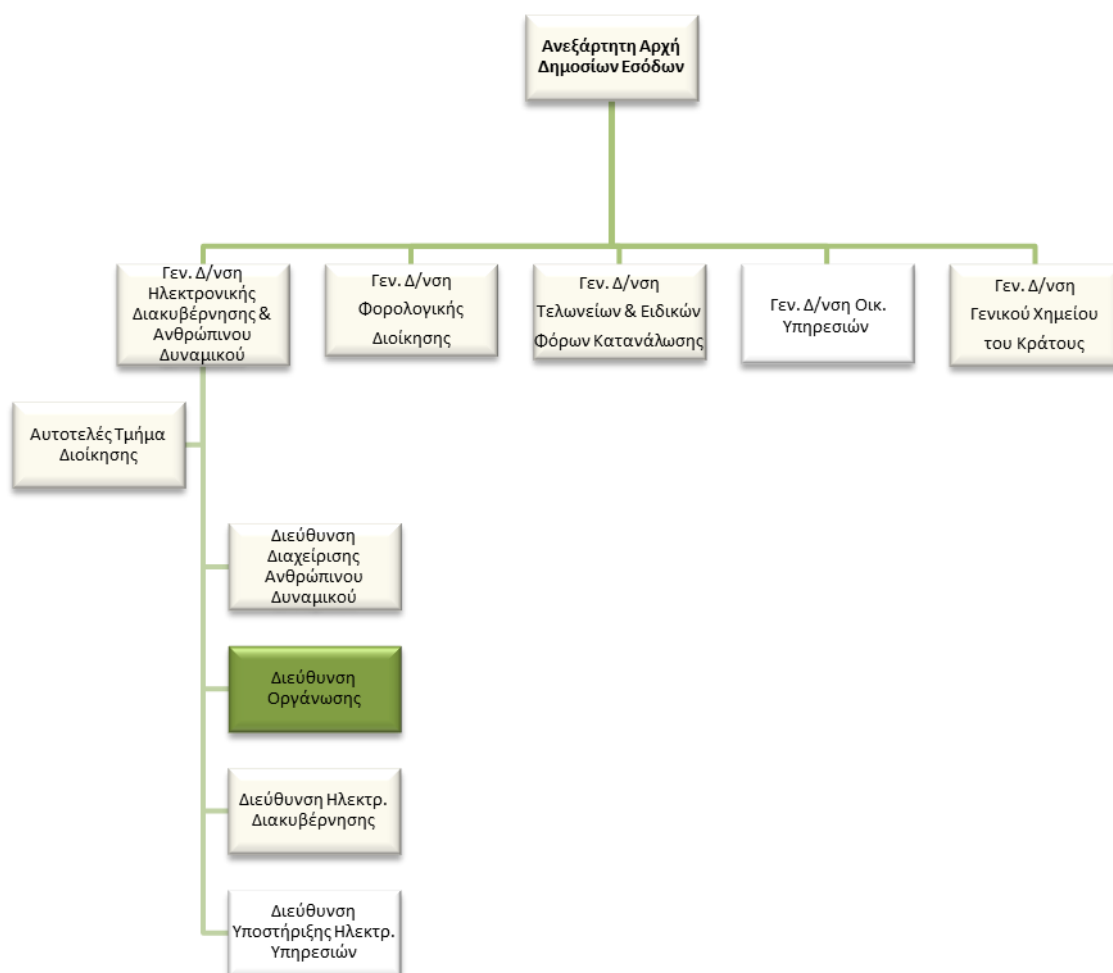 Ανεξάρτητη Αρχή
Δημοσίων Εσόδων
Γεν. Δ/νση
Ηλεκτρονικής
Διακυβέρνησης &
Ανθρώπινου
Δυναμικού
Γεν. Δ/νση
Φορολογικής
Διοίκησης
Γεν. Δ/νση
Τελωνείων & Ειδικών
Φόρων Κατανάλωσης
Γεν. Δ/νση Οικ.
Υπηρεσιών
Γεν. Δ/νση
Γενικού Χημείου
του Κράτους
Αυτοτελές Τμήμα
Διοίκησης
Διεύθυνση
Διαχείρισης
Ανθρώπινου
Δυναμικού
Διεύθυνση
Οργάνωσης
Διεύθυνση Ηλεκτρ.
Διακυβέρνησης
Διεύθυνση
Υποστήριξης Ηλεκτρ.
Υπηρεσιών